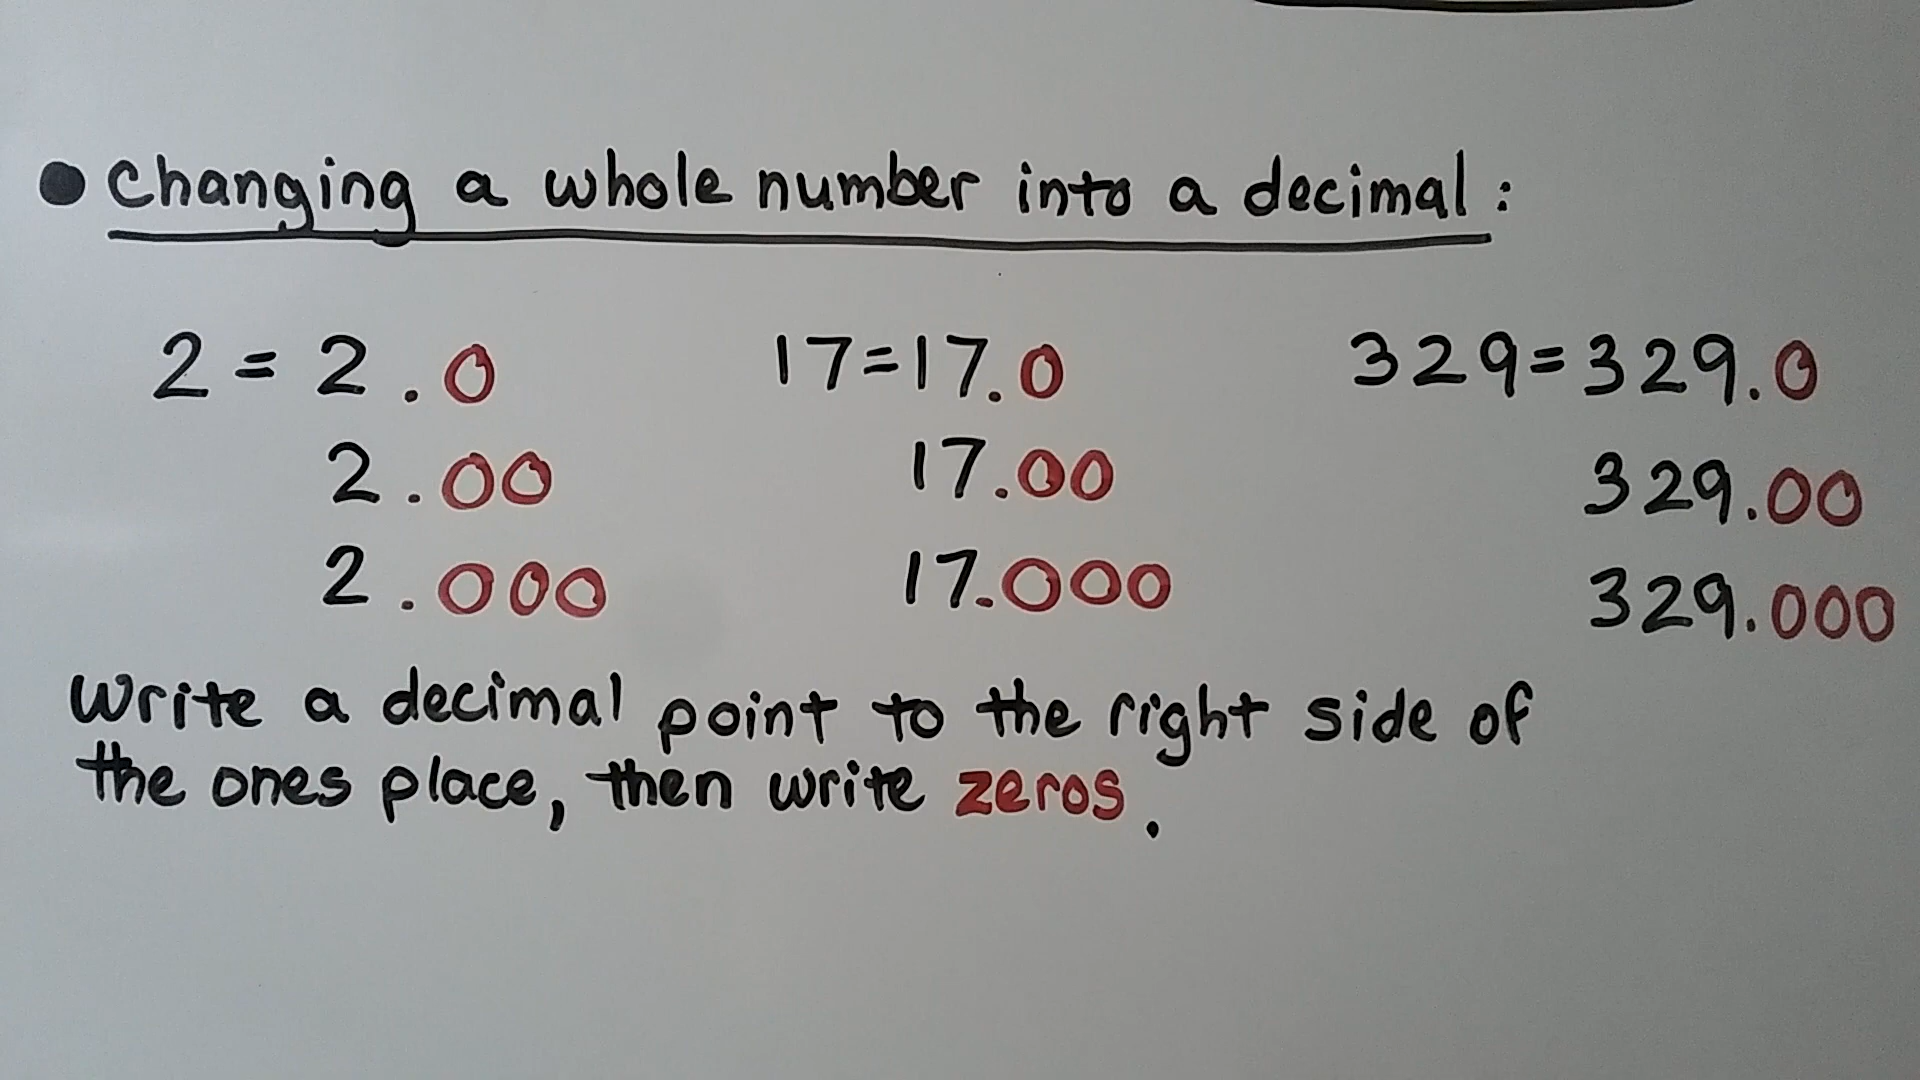 ● Changing a whole number into a decimal:
2 = 2.0 17=17.0 329=329.0
2.00 17.00 329.00
2.000 17.000 329.000
Write a decimal point to the right side of
the ones place, then write zeros.